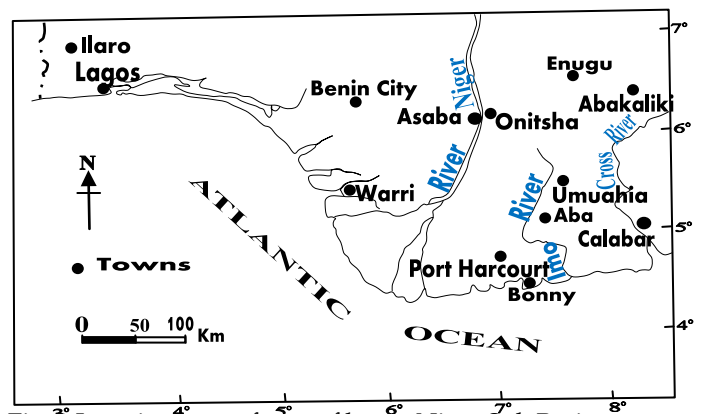 7°
Ilaro
Lagos
Enugu
Benin City
Abakaliki
Asaba
River Niger
Onitsha
6°
Cross River
N
Warri
ATLANTIC OCEAN
River Imo
Umuahia
Aba
5°
Calabar
Towns
Port Harcourt
Bonny
0 50 100 Km
4°
3° 4° 5° 6° 7° 8°